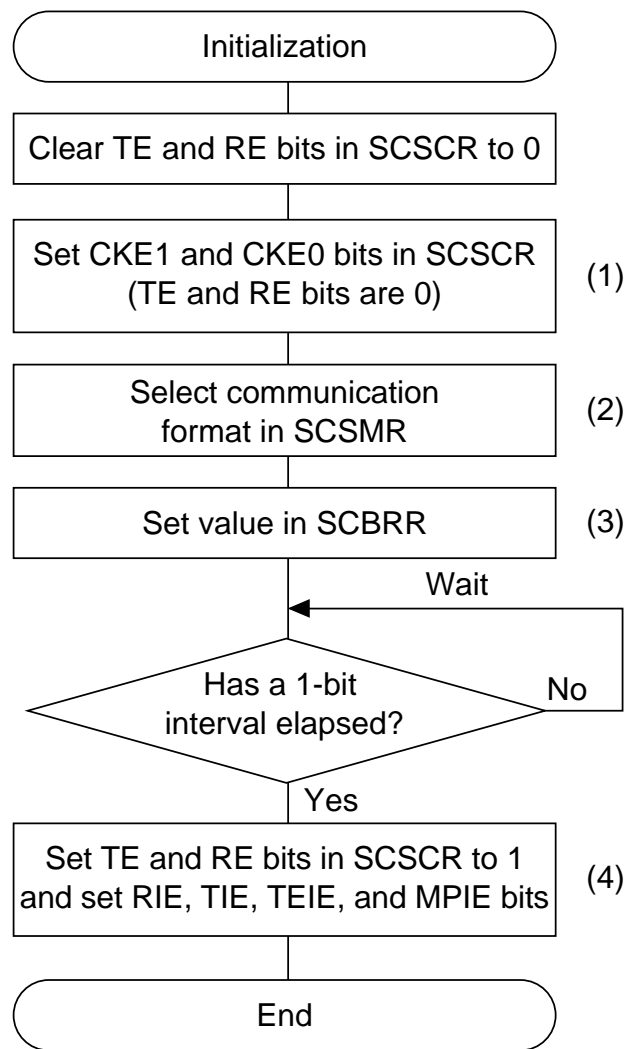 Initialization
Clear TE and RE bits in SCSCR to 0
Set CKE1 and CKE0 bits in SCSCR
(TE and RE bits are 0)
(1)
Select communication
format in SCSMR
(2)
Set value in SCBRR
(3)
Wait
Has a 1-bit
interval elapsed?
No
Yes
Set TE and RE bits in SCSCR to 1
and set RIE, TIE, TEIE, and MPIE bits
(4)
End